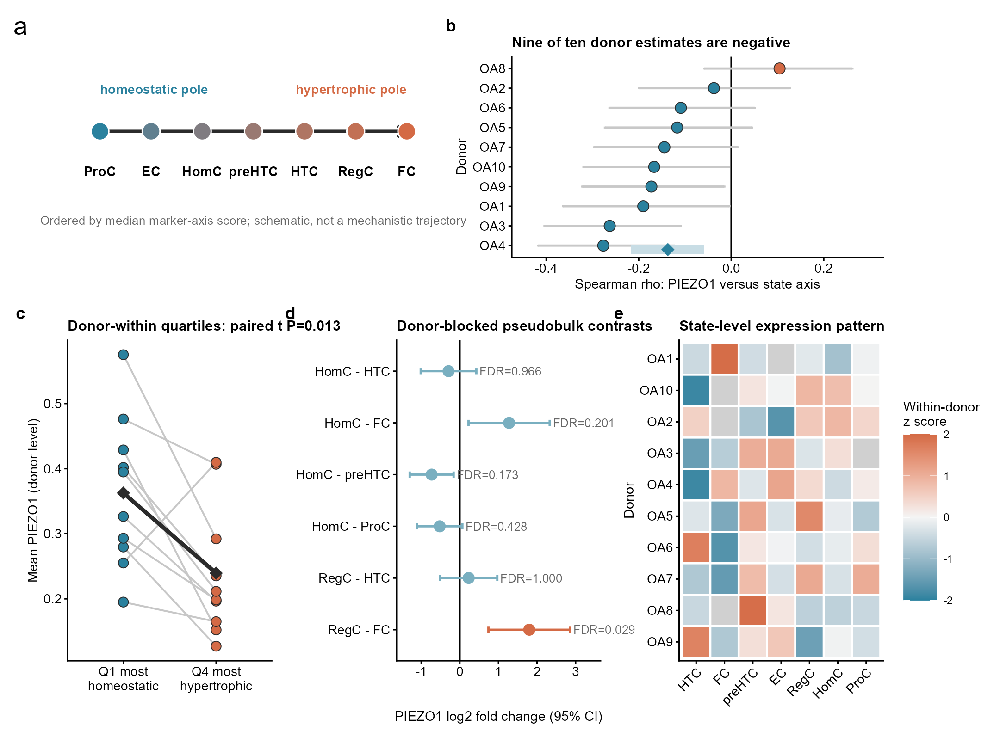 a
homeostatic pole
hypertrophic pole
ProC
EC
HomC
preHTC
HTC
RegC
FC
Ordered by median marker-axis score; schematic, not a mechanistic trajectory
b
Nine of ten donor estimates are negative
Donor
OA8
OA2
OA6
OA5
OA7
OA10
OA9
OA1
OA3
OA4
-0.4
-0.2
0.0
0.2
Spearman rho: PIEZO1 versus state axis
c
Donor-within quartiles: paired t P=0.013
Mean PIEZO1 (donor level)
0.5
0.4
0.3
0.2
Q1 most
homeostatic
Q4 most
hypertrophic
d
Donor-blocked pseudobulk contrasts
HomC - HTC
FDR=0.966
HomC - FC
FDR=0.201
HomC - preHTC
FDR=0.173
HomC - ProC
FDR=0.428
RegC - HTC
FDR=1.000
RegC - FC
FDR=0.029
-1
0
1
2
3
PIEZO1 log2 fold change (95% CI)
e
State-level expression pattern
Donor
OA1
OA10
OA2
OA3
OA4
OA5
OA6
OA7
OA8
OA9
HTC
FC
preHTC
EC
RegC
HomC
ProC
Within-donor
z score
2
1
0
-1
-2